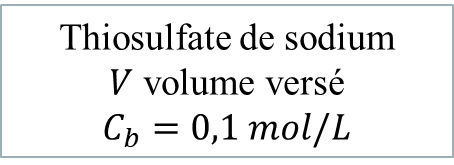 Thiosulfate de sodium
V volume versé
C_b = 0,1 mol/L